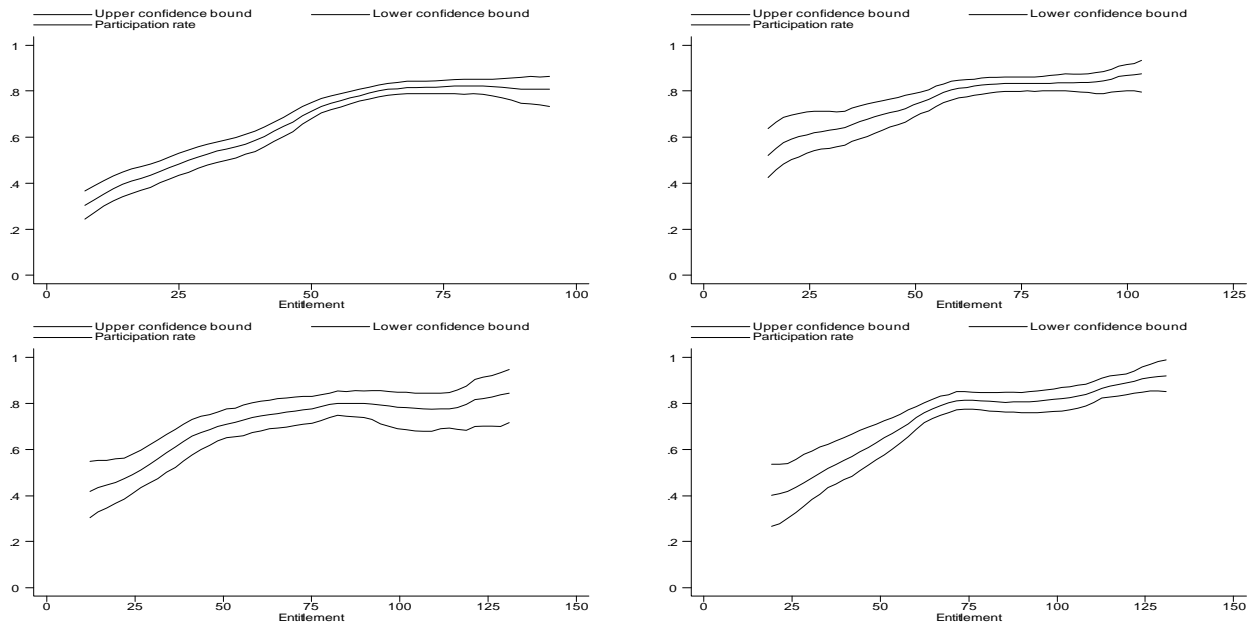 Upper confidence bound Lower confidence bound
Participation rate
1
.8
.6
.4
.2
0
0 25 50 75 100
Entitlement
Upper confidence bound Lower confidence bound
Participation rate
1
.8
.6
.4
.2
0
0 25 50 75 100 125
Entitlement
Upper confidence bound Lower confidence bound
Participation rate
1
.8
.6
.4
.2
0
0 25 50 75 100 125 150
Entitlement
Upper confidence bound Lower confidence bound
Participation rate
1
.8
.6
.4
.2
0
0 25 50 75 100 125 150
Entitlement